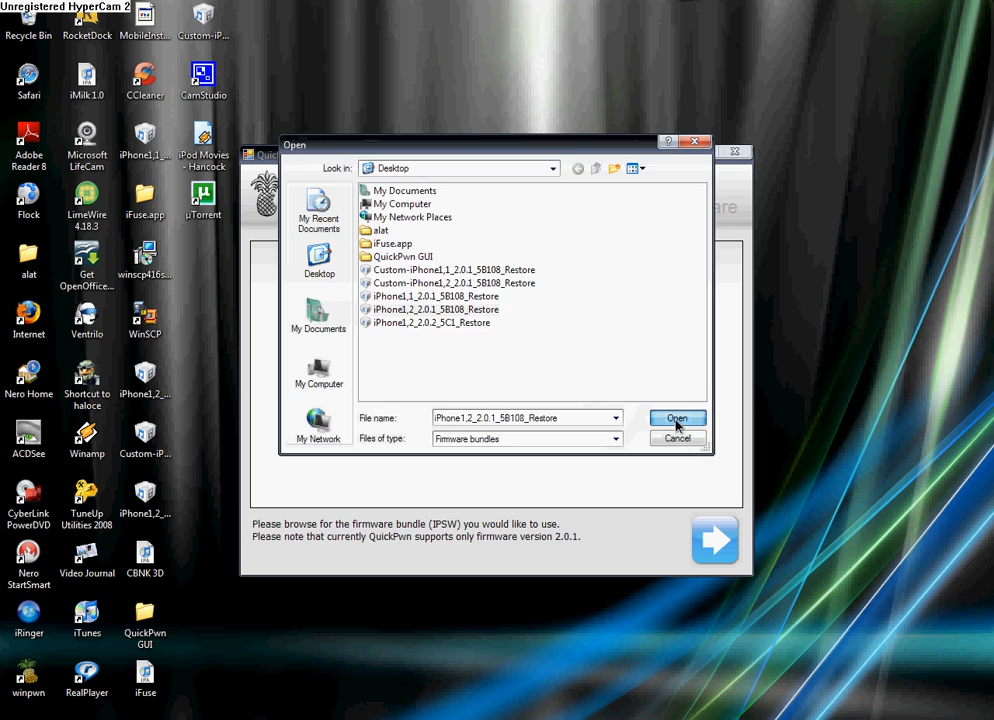 Unregistered HyperCam 2
Recycle Bin
RocketDock
MobileInst...
Custom-iP...
Safari
iMilk 1.0
CCleaner
CamStudio
Adobe
Reader 8
Microsoft
LifeCam
iPhone1,1_...
iPod Movies
- Hancock
Flock
LimeWire
4.18.3
iFuse.app
µTorrent
alat
Get
OpenOffice...
winscp416s...
Internet
Ventrilo
WinSCP
Nero Home
Shortcut to
haloce
iPhone1,2_...
ACDSee
Winamp
Custom-iP...
CyberLink
PowerDVD
TuneUp
Utilities 2008
iPhone1,2_...
Nero
StartSmart
Video Journal
CBNK 3D
iRinger
iTunes
QuickPwn
GUI
winpwn
RealPlayer
iFuse
Open
Look in:
Desktop
My Recent
Documents
Desktop
My Documents
My Computer
My Network
My Documents
My Computer
My Network Places
alat
iFuse.app
QuickPwn GUI
Custom-iPhone1,1_2.0.1_5B108_Restore
Custom-iPhone1,2_2.0.1_5B108_Restore
iPhone1,1_2.0.1_5B108_Restore
iPhone1,2_2.0.1_5B108_Restore
iPhone1,2_2.0.2_5C1_Restore
File name:
iPhone1,2_2.0.1_5B108_Restore
Open
Files of type:
Firmware bundles
Cancel
Please browse for the firmware bundle (IPSW) you would like to use.
Please note that currently QuickPwn supports only firmware version 2.0.1.